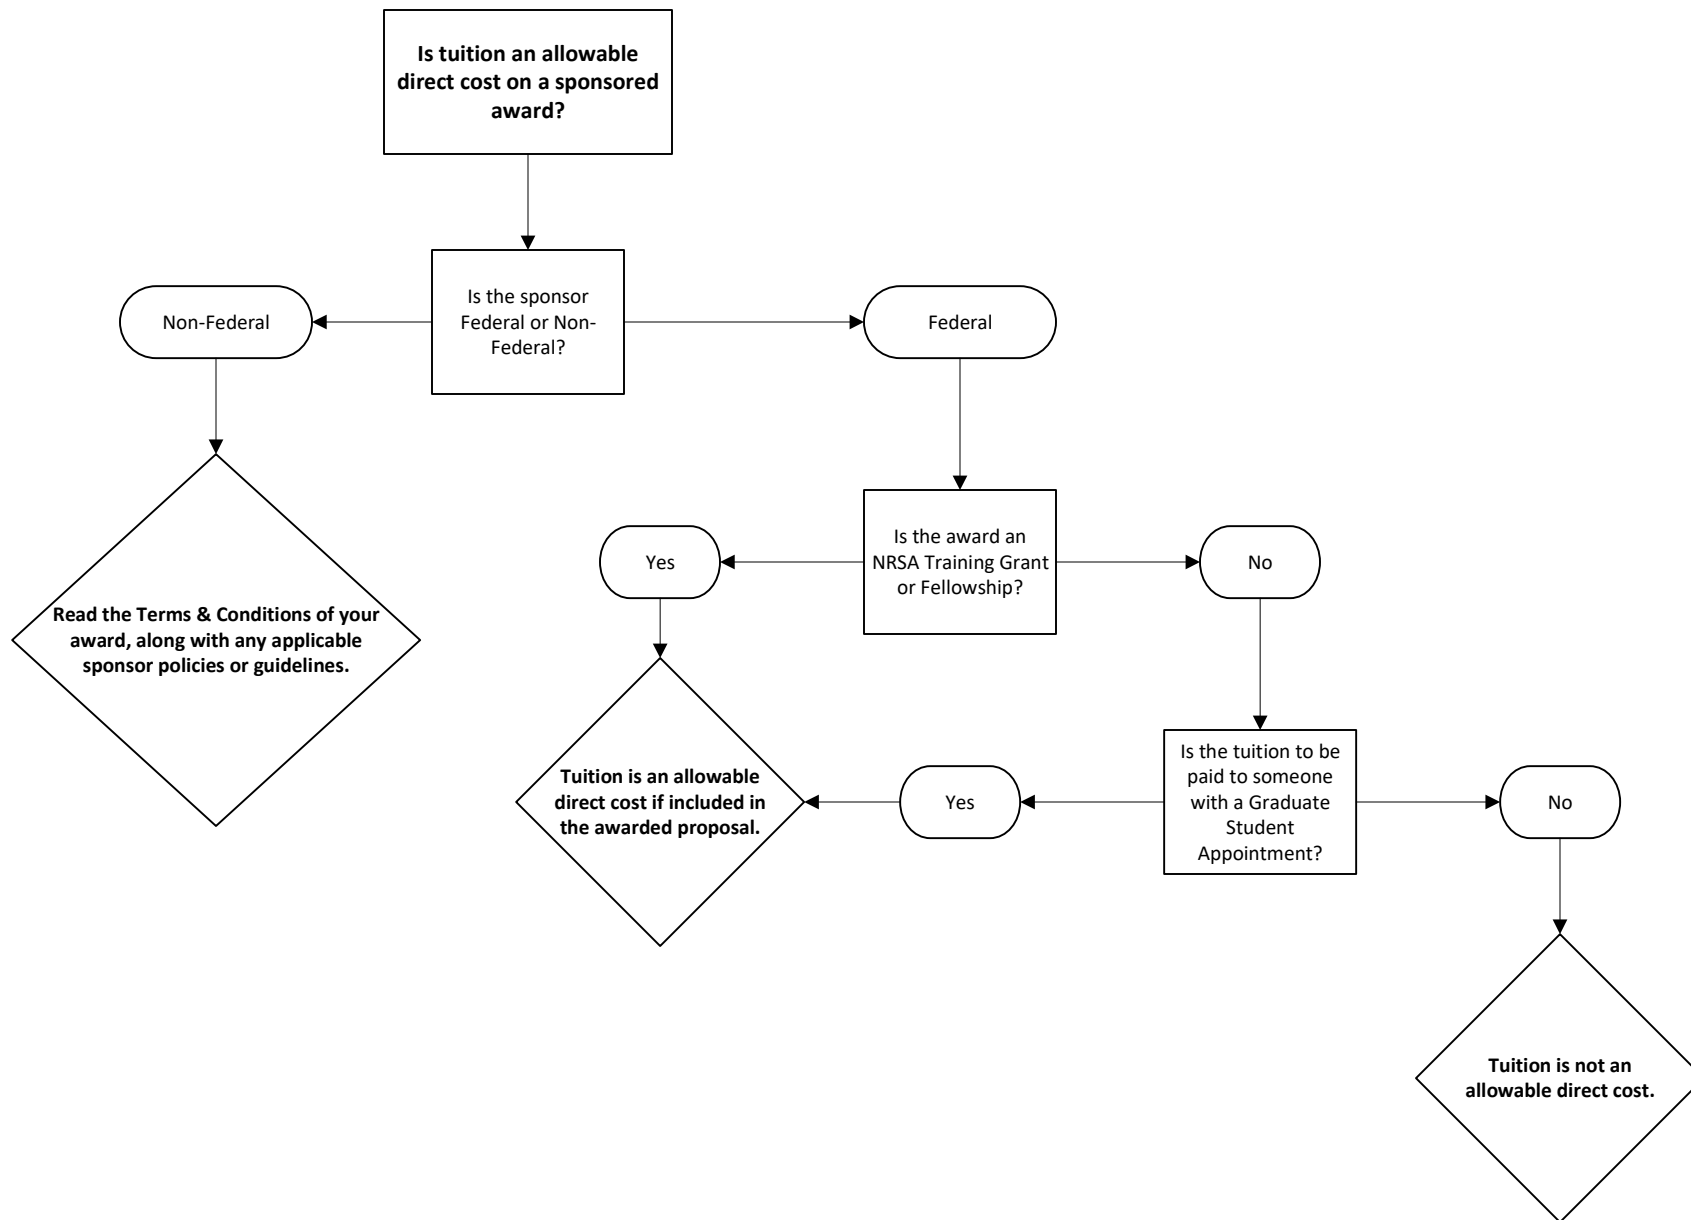 Is tuition an allowable
direct cost on a sponsored
award?
Is the sponsor
Federal or Non-
Federal?
Non-Federal
Federal
Read the Terms & Conditions of your
award, along with any applicable
sponsor policies or guidelines.
Is the award an
NRSA Training Grant
or Fellowship?
Yes
No
Tuition is an allowable
direct cost if included in
the awarded proposal.
Is the tuition to be
paid to someone
with a Graduate
Student
Appointment?
Yes
No
Tuition is not an
allowable direct cost.